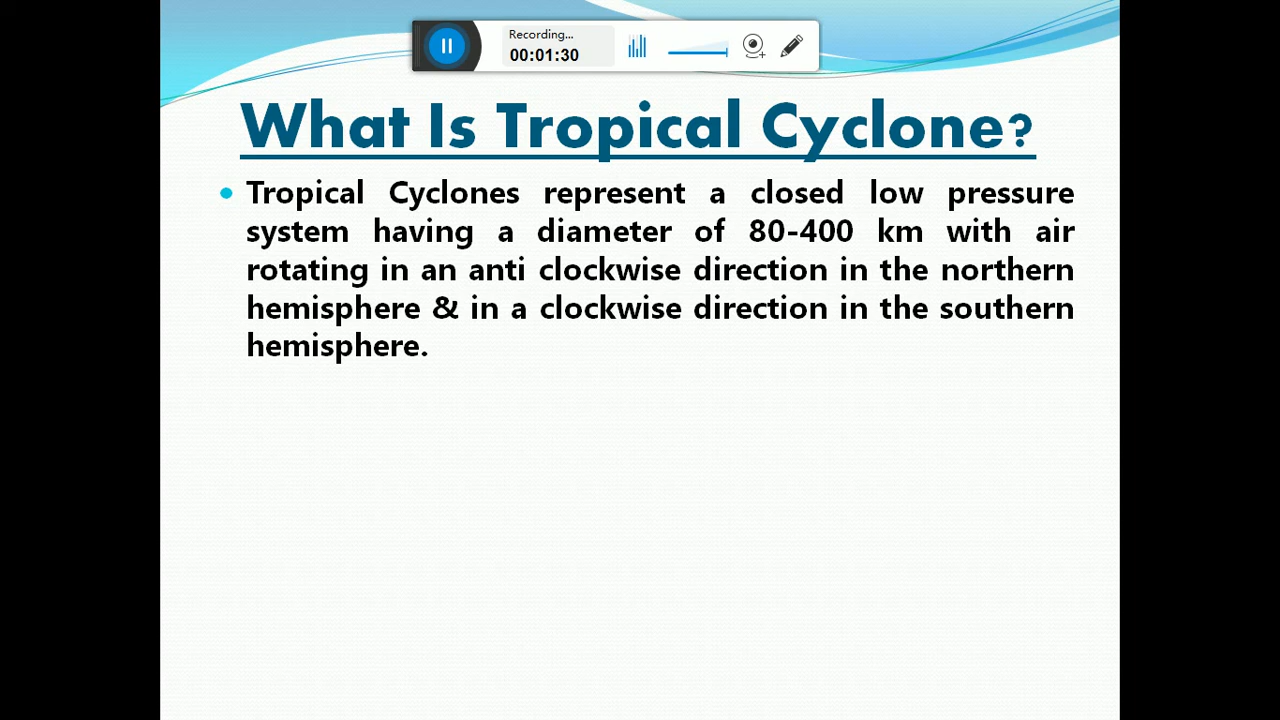 Recording...
00:01:30
What Is Tropical Cyclone?
Tropical Cyclones represent a closed low pressure
system having a diameter of 80-400 km with air
rotating in an anti clockwise direction in the northern
hemisphere & in a clockwise direction in the southern
hemisphere.